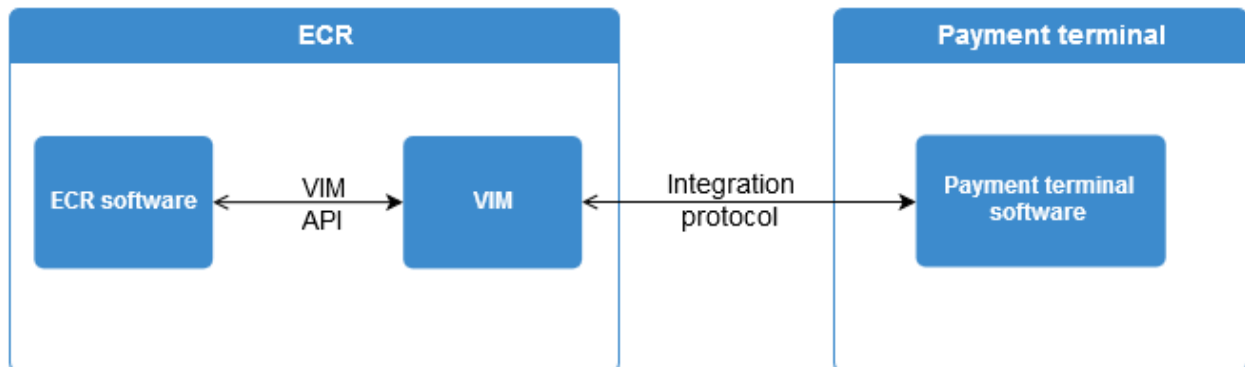 ECR
Payment terminal
ECR software
VIM
API
VIM
Integration
protocol
Payment terminal
software